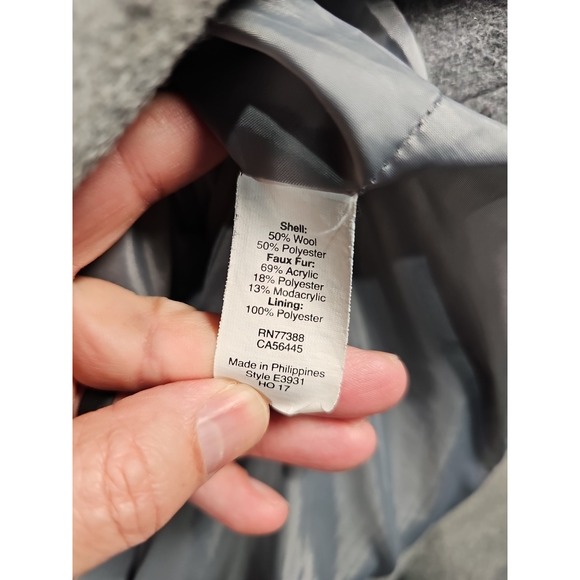 Shell:
50% Wool
50% Polyester
Faux Fur:
69% Acrylic
18% Polyester
13% Modacrylic
Lining:
100% Polyester
RN77388
CA56445
Made in Philippines
Style E3931
HO 17